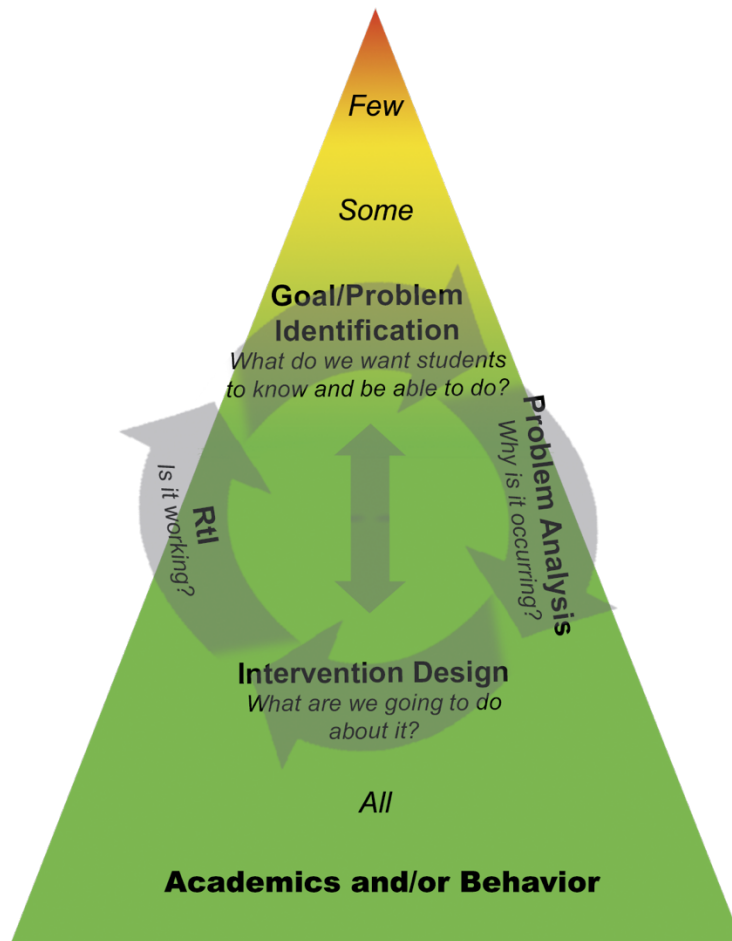 Few
Some
Goal/Problem
Identification
What do we want students
to know and be able to do?
Problem Analysis
Why is it occurring?
RtI
Is it working?
Intervention Design
What are we going to do
about it?
All
Academics and/or Behavior